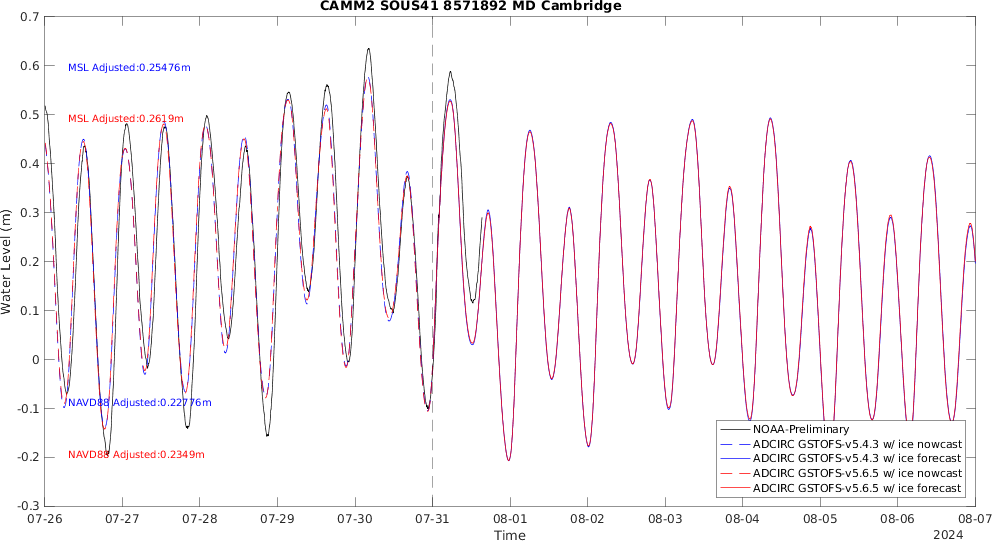 CAMM2 SOUS41 8571892 MD Cambridge
0.7
0.6
0.5
0.4
0.3
0.2
0.1
0
-0.1
-0.2
-0.3
Water Level (m)
MSL Adjusted:0.25476m
MSL Adjusted:0.2619m
NAVD88 Adjusted:0.22776m
NAVD88 Adjusted:0.2349m
NOAA-Preliminary
ADCIRC GSTOFS-v5.4.3 w/ ice nowcast
ADCIRC GSTOFS-v5.4.3 w/ ice forecast
ADCIRC GSTOFS-v5.6.5 w/ ice nowcast
ADCIRC GSTOFS-v5.6.5 w/ ice forecast
07-26 07-27 07-28 07-29 07-30 07-31 08-01 08-02 08-03 08-04 08-05 08-06 08-07
Time
2024